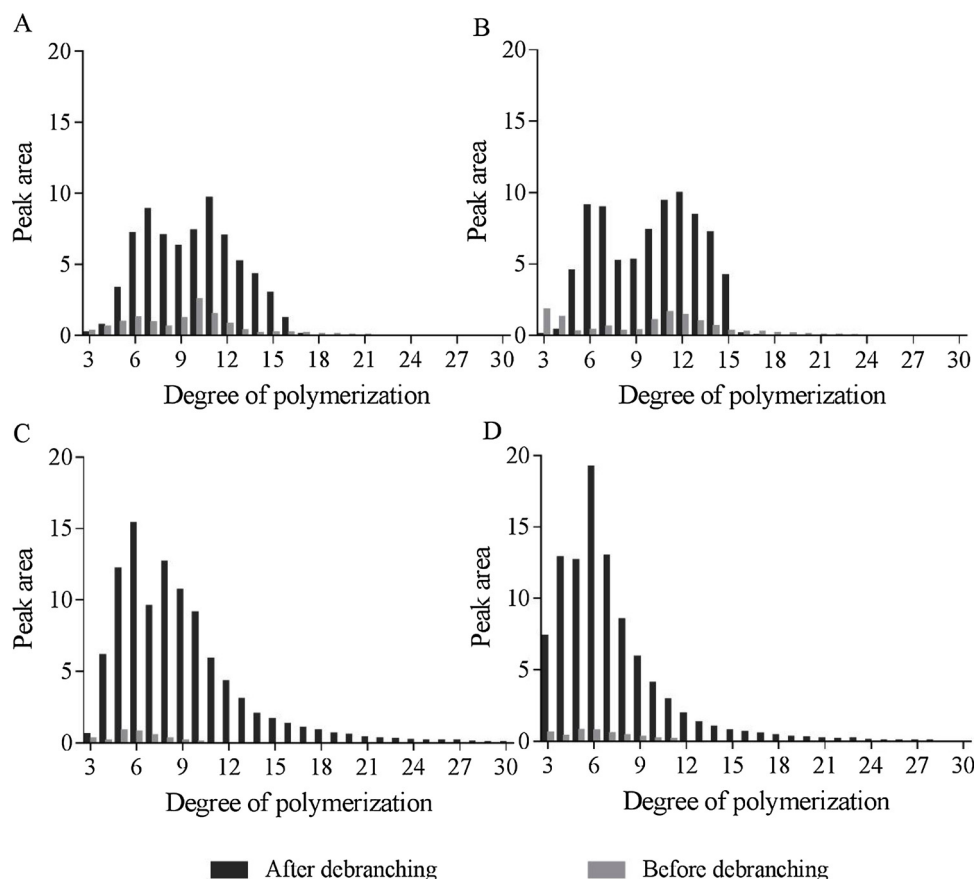 A
20
15
10
5
0
Peak area
3 6 9 12 15 18 21 24 27 30
Degree of polymerization
B
20
15
10
5
0
Peak area
3 6 9 12 15 18 21 24 27 30
Degree of polymerization
C
20
15
10
5
0
Peak area
3 6 9 12 15 18 21 24 27 30
Degree of polymerization
D
20
15
10
5
0
Peak area
3 6 9 12 15 18 21 24 27 30
Degree of polymerization
After debranching
Before debranching